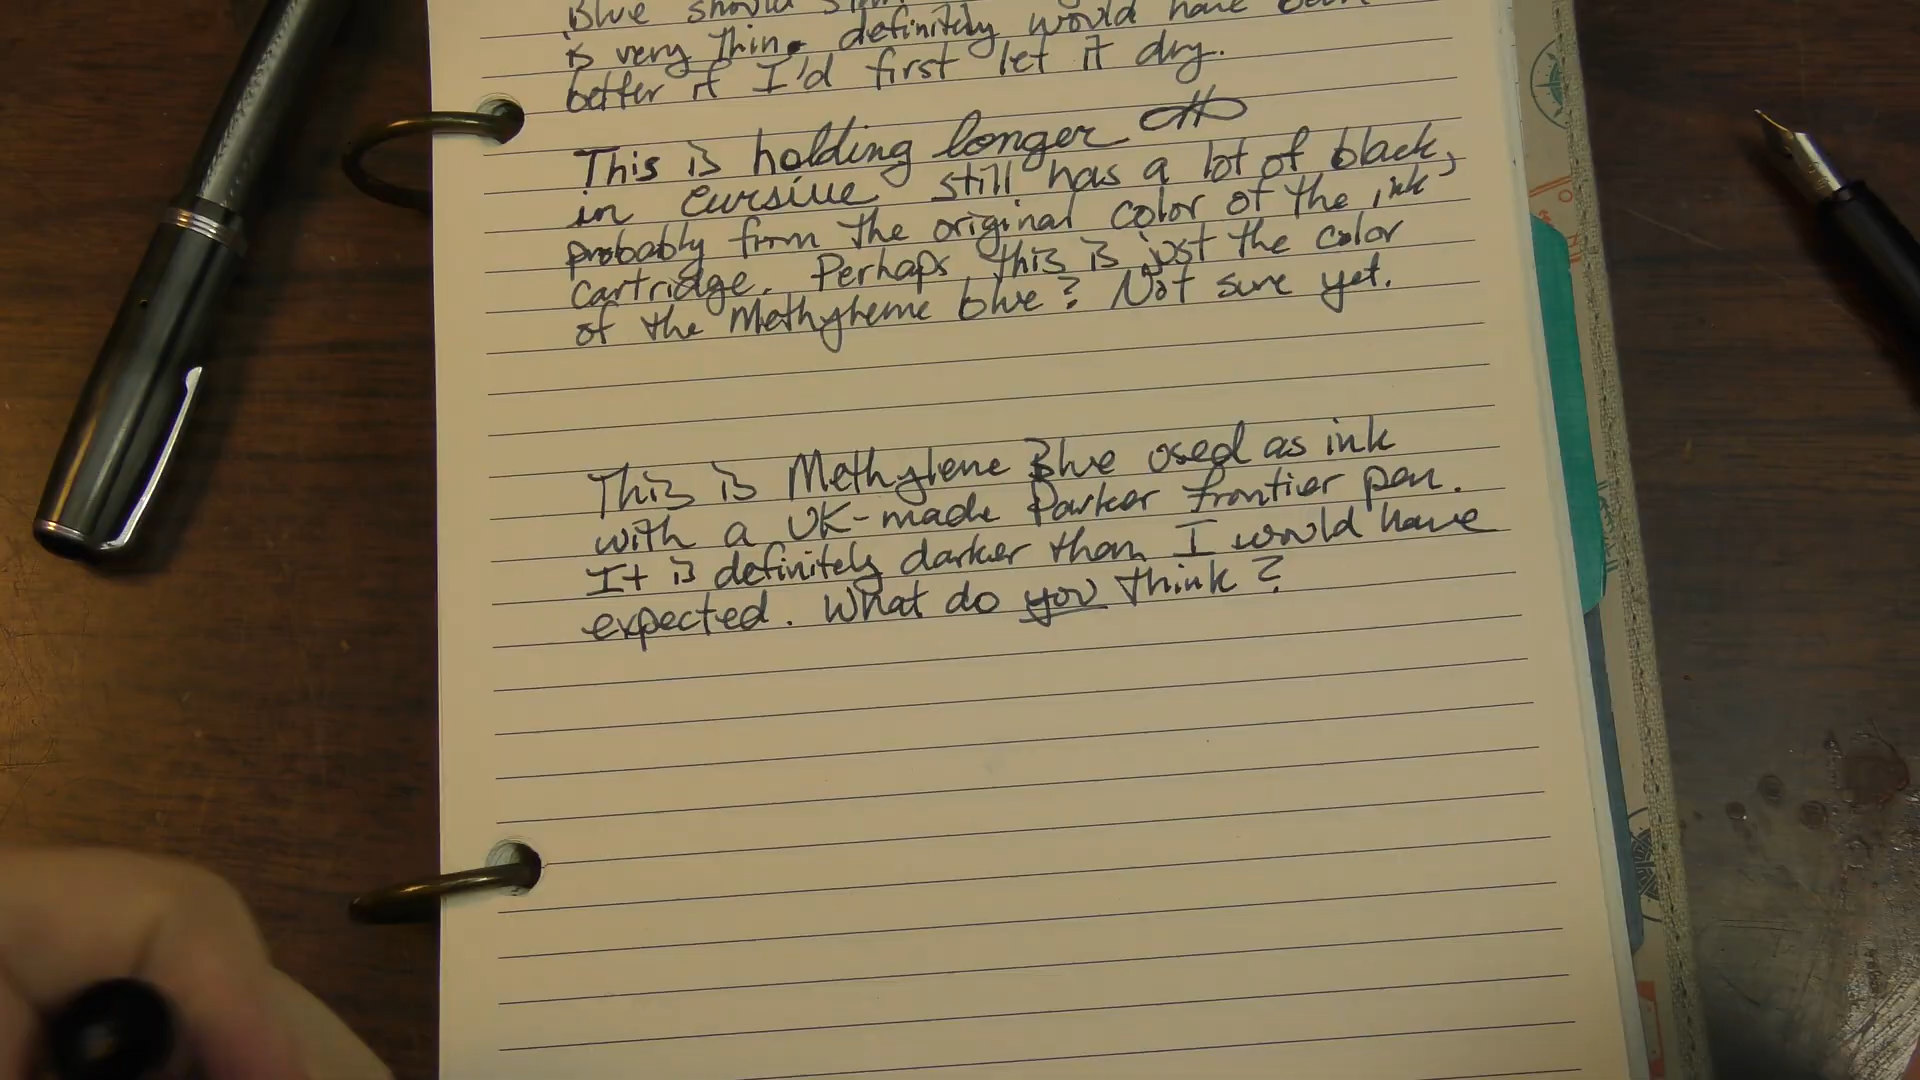 Blue should
is very thin. definitely would have been
better if I'd first let it dry.
This is holding longer
in cursive still has a lot of black,
probably from the original color of the ink
cartridge. Perhaps this is just the color
of the Methyleme blue? Not sure yet.
This is Methylene Blue used as ink
with a UK-made Parker frontier pen.
It is definitely darker than I would have
expected. What do you think?